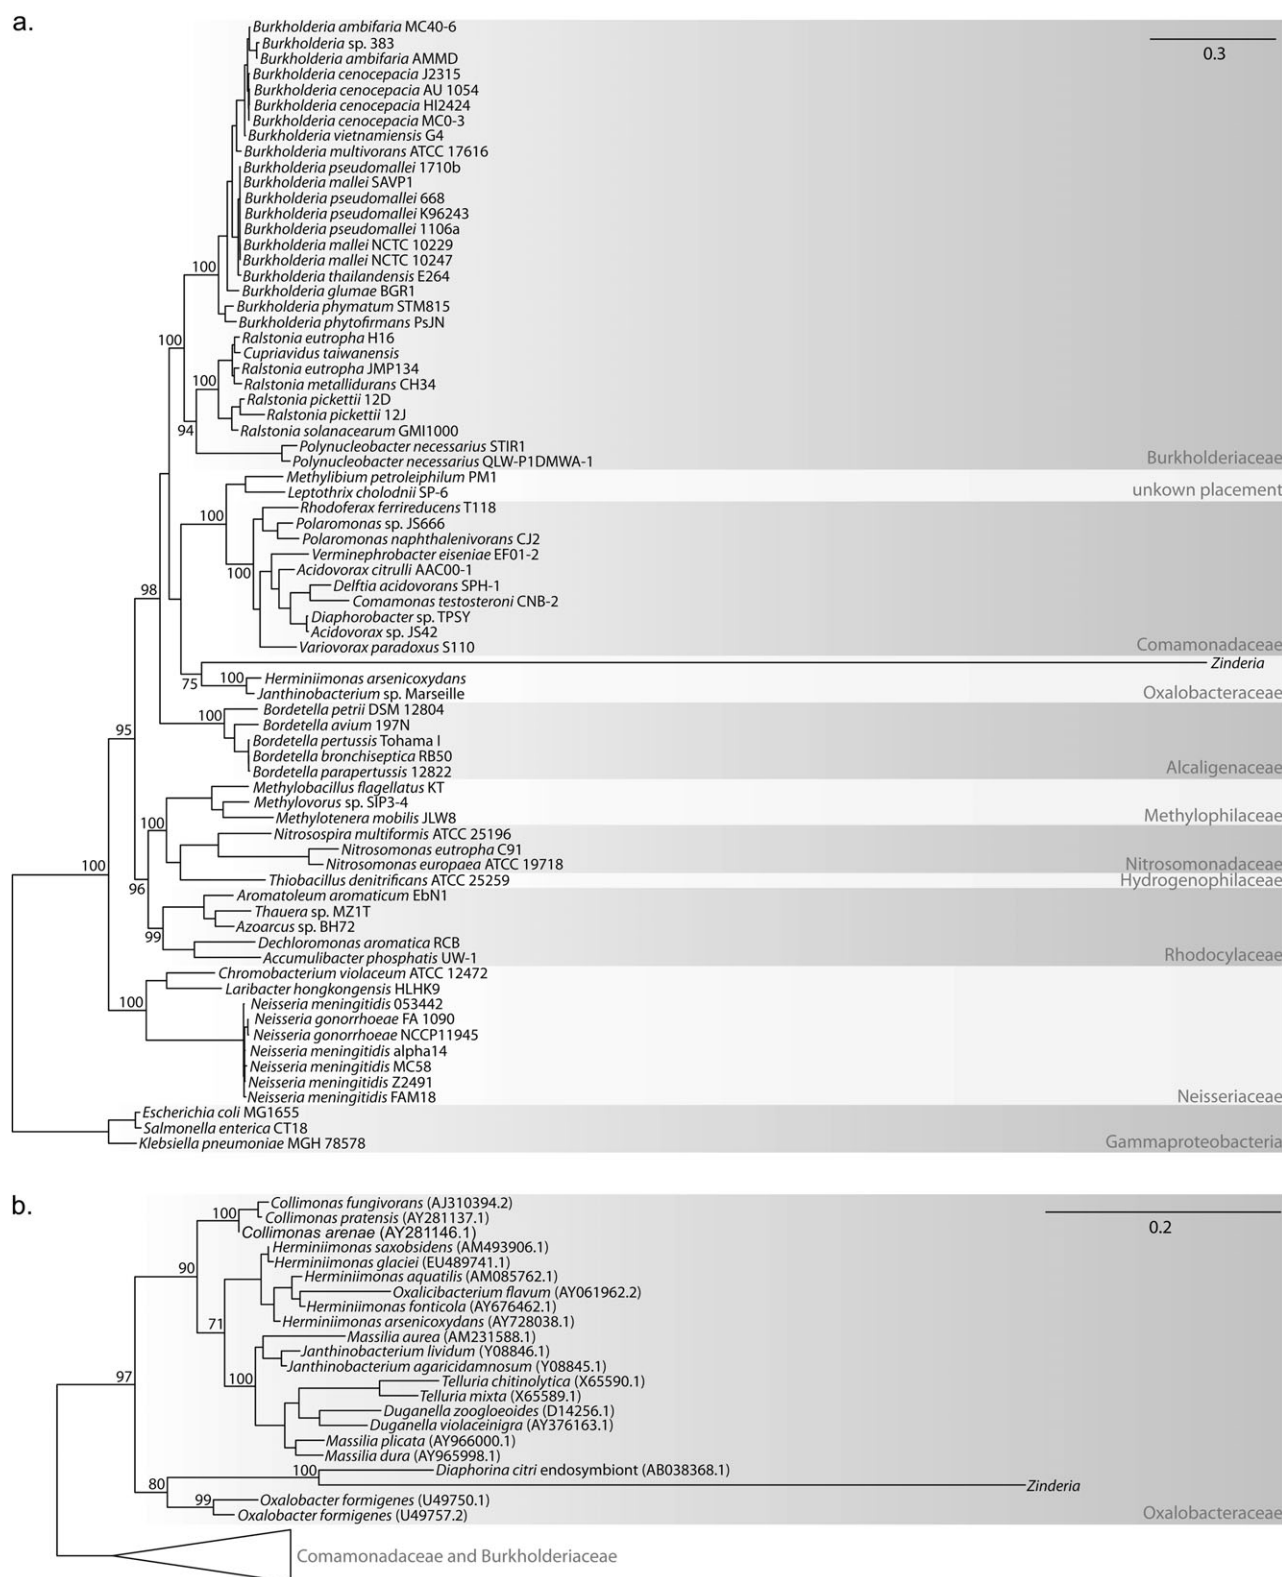 a.
Burkholderia ambifaria MC40-6
0.3
Burkholderia sp. 383
Burkholderia ambifaria AMMD
Burkholderia cenocepacia J2315
Burkholderia cenocepacia AU 1054
Burkholderia cenocepacia HI2424
Burkholderia cenocepacia MC0-3
Burkholderia vietnamiensis G4
Burkholderia multivorans ATCC 17616
Burkholderia pseudomallei 1710b
Burkholderia mallei SAVP1
Burkholderia pseudomallei 668
Burkholderia pseudomallei K96243
Burkholderia pseudomallei 1106a
Burkholderia mallei NCTC 10229
Burkholderia mallei NCTC 10247
100
Burkholderia thailandensis E264
Burkholderia glumae BGR1
Burkholderia phymatum STM815
Burkholderia phytofirmans PsJN
Ralstonia eutropha H16
100
Cupriavidus taiwanensis
Ralstonia eutropha JMP134
100
Ralstonia metallidurans CH34
Ralstonia pickettii 12D
Ralstonia pickettii 12J
94
Ralstonia solanacearum GMI1000
Polynucleobacter necessarius STIR1
Polynucleobacter necessarius QLW-P1DMWA-1
Burkholderiaceae
Methylibium petroleiphilum PM1
Leptothrix cholodnii SP-6
unkown placement
Rhodoferax ferrireducens T118
100
Polaromonas sp. JS666
Polaromonas naphthalenivorans CJ2
Verminephrobacter eiseniae EF01-2
100
Acidovorax citrulli AAC00-1
98
Delftia acidovorans SPH-1
Comamonas testosteroni CNB-2
Diaphorobacter sp. TPSY
Acidovorax sp. JS42
Variovorax paradoxus S110
Comamonadaceae
Zinderia
75
100
Herminiimonas arsenicoxydans
Janthinobacterium sp. Marseille
Oxalobacteraceae
Bordetella petrii DSM 12804
100
Bordetella avium 197N
95
Bordetella pertussis Tohama I
Bordetella bronchiseptica RB50
Bordetella parapertussis 12822
Alcaligenaceae
Methylobacillus flagellatus KT
Methylovorus sp. SIP3-4
Methylotenera mobilis JLW8
Methylophilaceae
100
Nitrosospira multiformis ATCC 25196
Nitrosomonas eutropha C91
100
Nitrosomonas europaea ATCC 19718
Nitrosomonadaceae
96
Thiobacillus denitrificans ATCC 25259
Hydrogenophilaceae
Aromatoleum aromaticum EbN1
Thauera sp. MZ1T
Azoarcus sp. BH72
99
Dechloromonas aromatica RCB
Accumulibacter phosphatis UW-1
Rhodocylaceae
Chromobacterium violaceum ATCC 12472
Laribacter hongkongensis HLHK9
100
Neisseria meningitidis 053442
Neisseria gonorrhoeae FA 1090
Neisseria gonorrhoeae NCCP11945
Neisseria meningitidis alpha14
Neisseria meningitidis MC58
Neisseria meningitidis Z2491
Neisseria meningitidis FAM18
Neisseriaceae
Escherichia coli MG1655
Salmonella enterica CT18
Klebsiella pneumoniae MGH 78578
Gammaproteobacteria
b.
Collimonas fungivorans (AJ310394.2)
100
Collimonas pratensis (AY281137.1)
0.2
Collimonas arenae (AY281146.1)
Herminiimonas saxobsidens (AM493906.1)
Herminiimonas glaciei (EU489741.1)
90
Herminiimonas aquatilis (AM085762.1)
Oxalicibacterium flavum (AY061962.2)
Herminiimonas fonticola (AY676462.1)
71
Herminiimonas arsenicoxydans (AY728038.1)
Massilia aurea (AM231588.1)
Janthinobacterium lividum (Y08846.1)
Janthinobacterium agaricidamnosum (Y08845.1)
97
100
Telluria chitinolytica (X65590.1)
Telluria mixta (X65589.1)
Duganella zoogloeoides (D14256.1)
Duganella violaceinigra (AY376163.1)
Massilia plicata (AY966000.1)
Massilia dura (AY965998.1)
100
Diaphorina citri endosymbiont (AB038368.1)
80
Zinderia
99
Oxalobacter formigenes (U49750.1)
Oxalobacter formigenes (U49757.2)
Oxalobacteraceae
Comamonadaceae and Burkholderiaceae